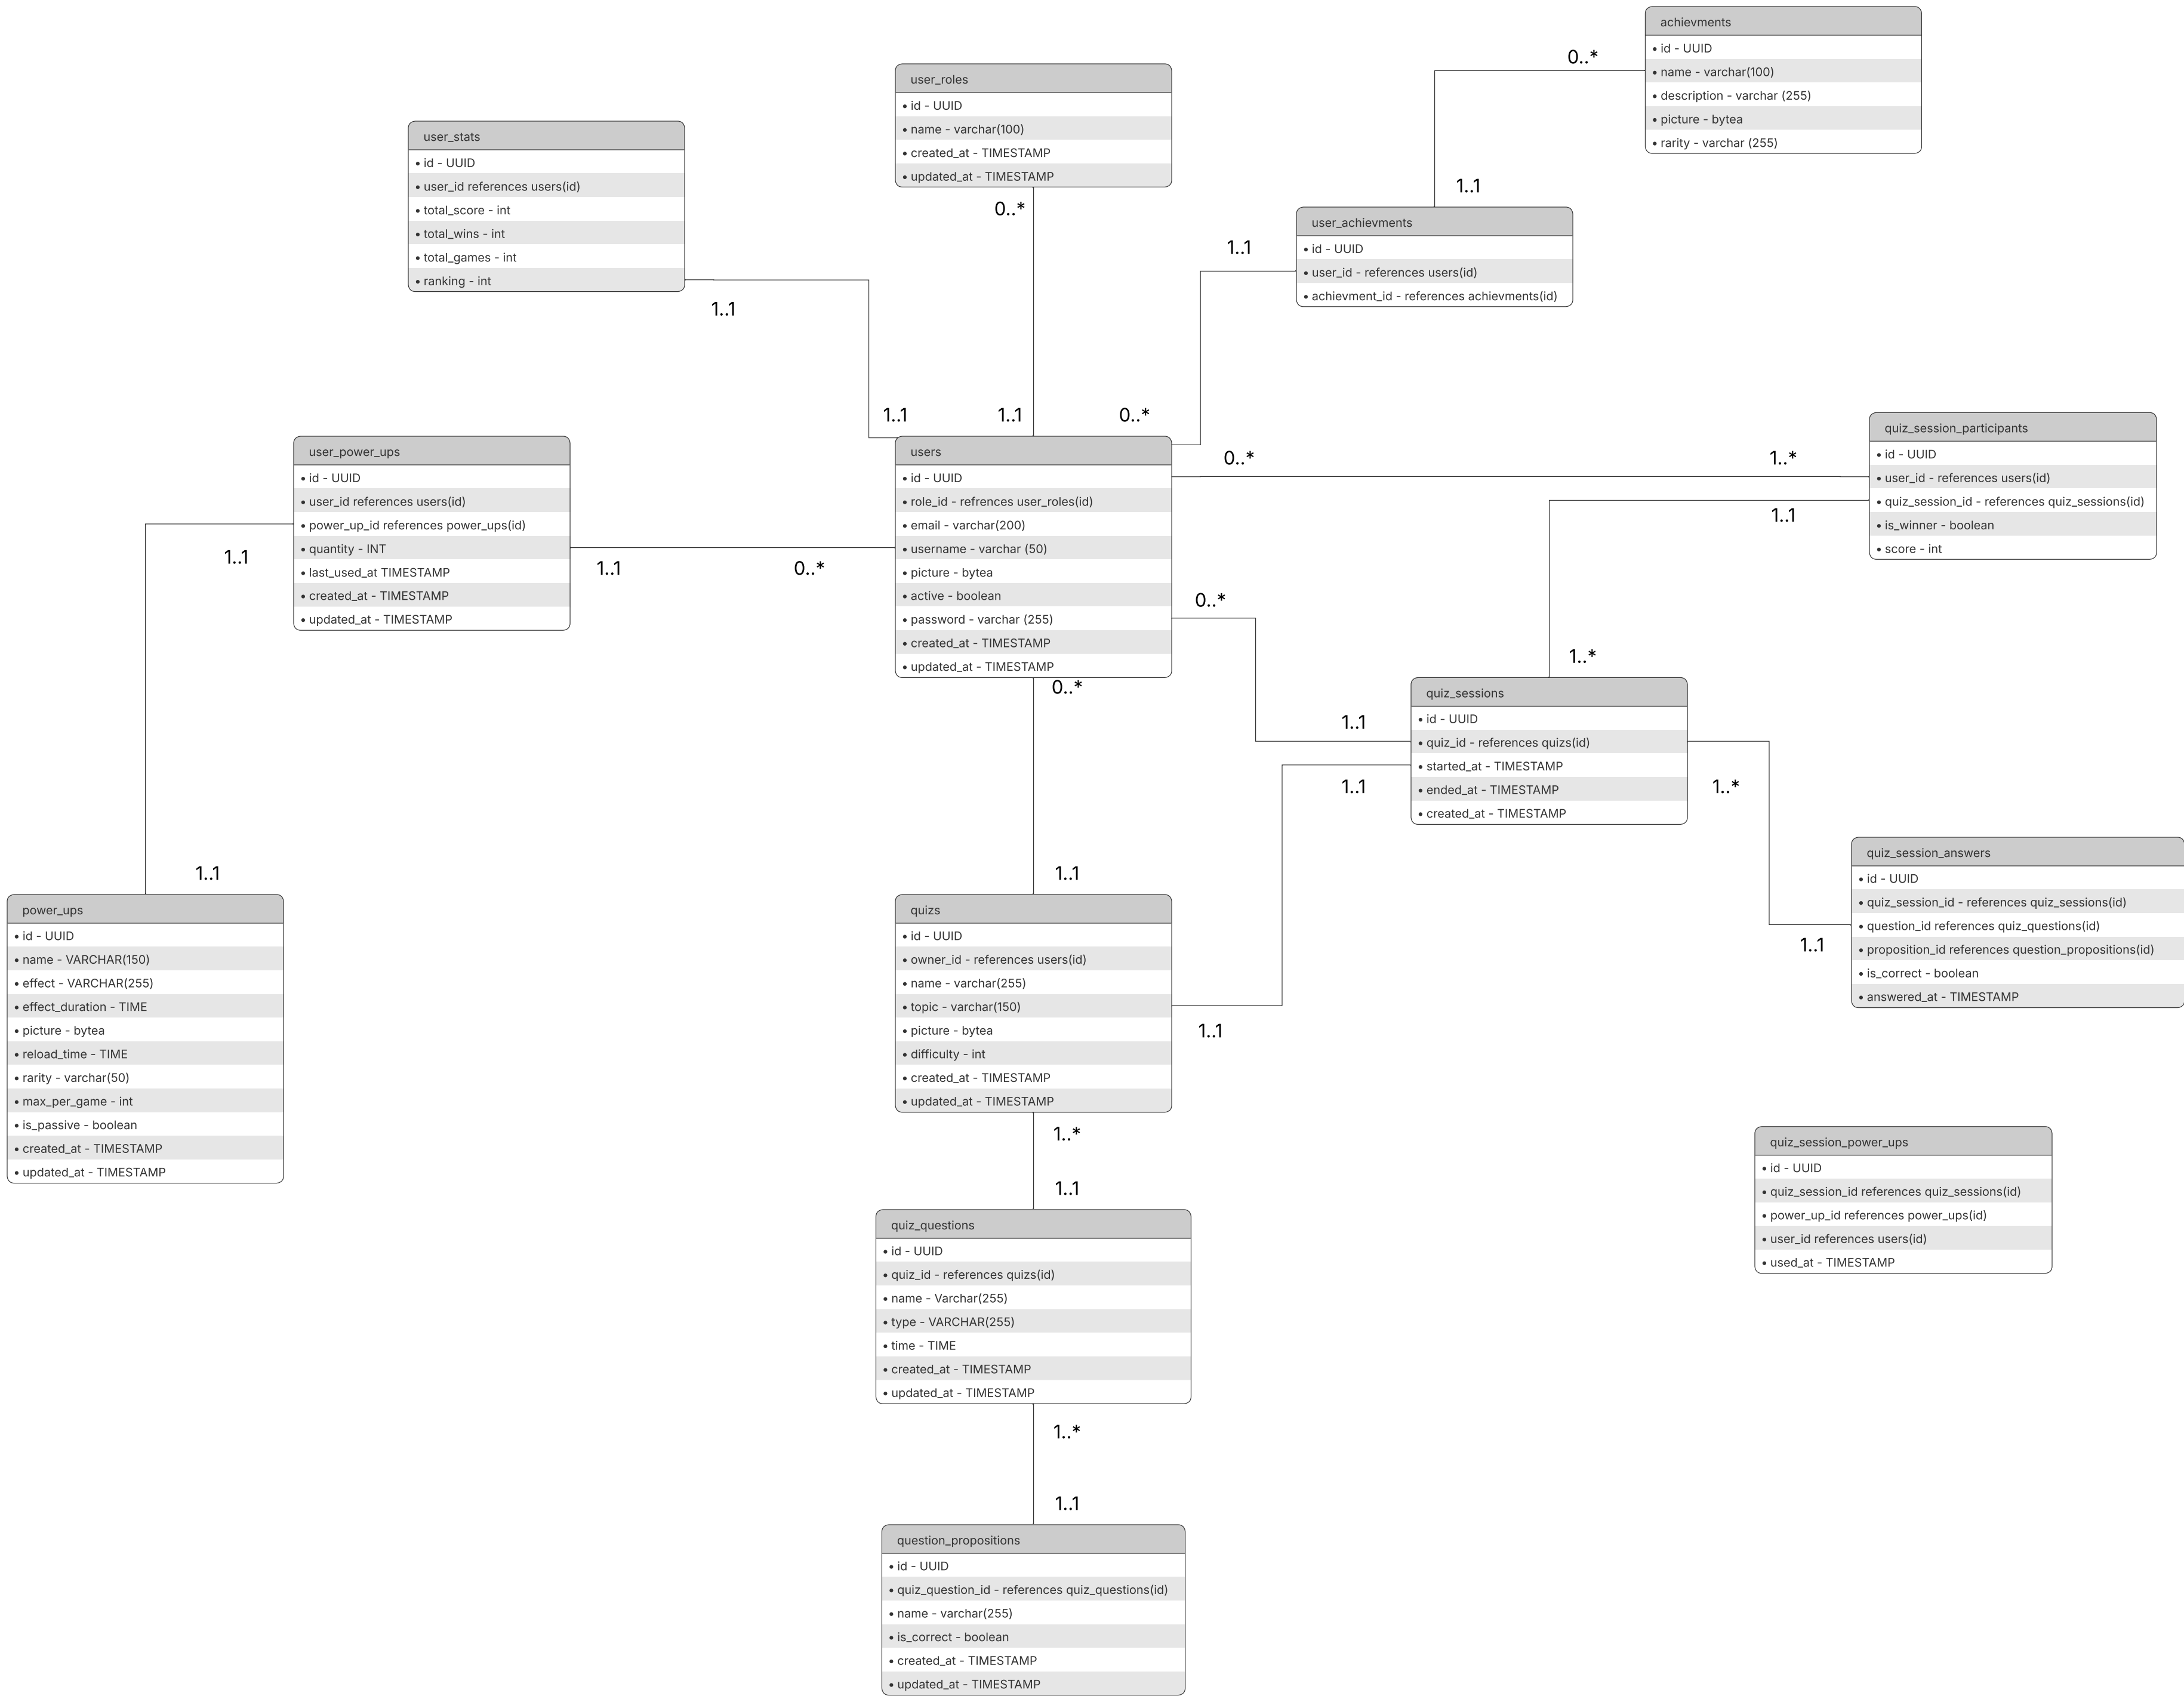 achievments
• id - UUID
• name - varchar(100)
• description - varchar (255)
• picture - bytea
• rarity - varchar (255)
0..*
1..1
user_roles
• id - UUID
• name - varchar(100)
• created_at - TIMESTAMP
• updated_at - TIMESTAMP
0..*
1..1
user_stats
• id - UUID
• user_id references users(id)
• total_score - int
• total_wins - int
• total_games - int
• ranking - int
1..1
1..1
user_achievments
• id - UUID
• user_id - references users(id)
• achievment_id - references achievments(id)
1..1
0..*
quiz_session_participants
• id - UUID
• user_id - references users(id)
• quiz_session_id - references quiz_sessions(id)
• is_winner - boolean
• score - int
0..*
1..*
1..1
1..*
user_power_ups
• id - UUID
• user_id references users(id)
• power_up_id references power_ups(id)
• quantity - INT
• last_used_at TIMESTAMP
• created_at - TIMESTAMP
• updated_at - TIMESTAMP
1..1
1..1
0..*
users
• id - UUID
• role_id - refrences user_roles(id)
• email - varchar(200)
• username - varchar (50)
• picture - bytea
• active - boolean
• password - varchar (255)
• created_at - TIMESTAMP
• updated_at - TIMESTAMP
0..*
0..*
1..1
quiz_sessions
• id - UUID
• quiz_id - references quizs(id)
• started_at - TIMESTAMP
• ended_at - TIMESTAMP
• created_at - TIMESTAMP
1..1
1..*
1..1
quiz_session_answers
• id - UUID
• quiz_session_id - references quiz_sessions(id)
• question_id references quiz_questions(id)
• proposition_id references question_propositions(id)
• is_correct - boolean
• answered_at - TIMESTAMP
1..1
power_ups
• id - UUID
• name - VARCHAR(150)
• effect - VARCHAR(255)
• effect_duration - TIME
• picture - bytea
• reload_time - TIME
• rarity - varchar(50)
• max_per_game - int
• is_passive - boolean
• created_at - TIMESTAMP
• updated_at - TIMESTAMP
1..1
quizs
• id - UUID
• owner_id - references users(id)
• name - varchar(255)
• topic - varchar(150)
• picture - bytea
• difficulty - int
• created_at - TIMESTAMP
• updated_at - TIMESTAMP
1..1
1..*
1..1
quiz_session_power_ups
• id - UUID
• quiz_session_id references quiz_sessions(id)
• power_up_id references power_ups(id)
• user_id references users(id)
• used_at - TIMESTAMP
quiz_questions
• id - UUID
• quiz_id - references quizs(id)
• name - Varchar(255)
• type - VARCHAR(255)
• time - TIME
• created_at - TIMESTAMP
• updated_at - TIMESTAMP
1..*
1..1
question_propositions
• id - UUID
• quiz_question_id - references quiz_questions(id)
• name - varchar(255)
• is_correct - boolean
• created_at - TIMESTAMP
• updated_at - TIMESTAMP